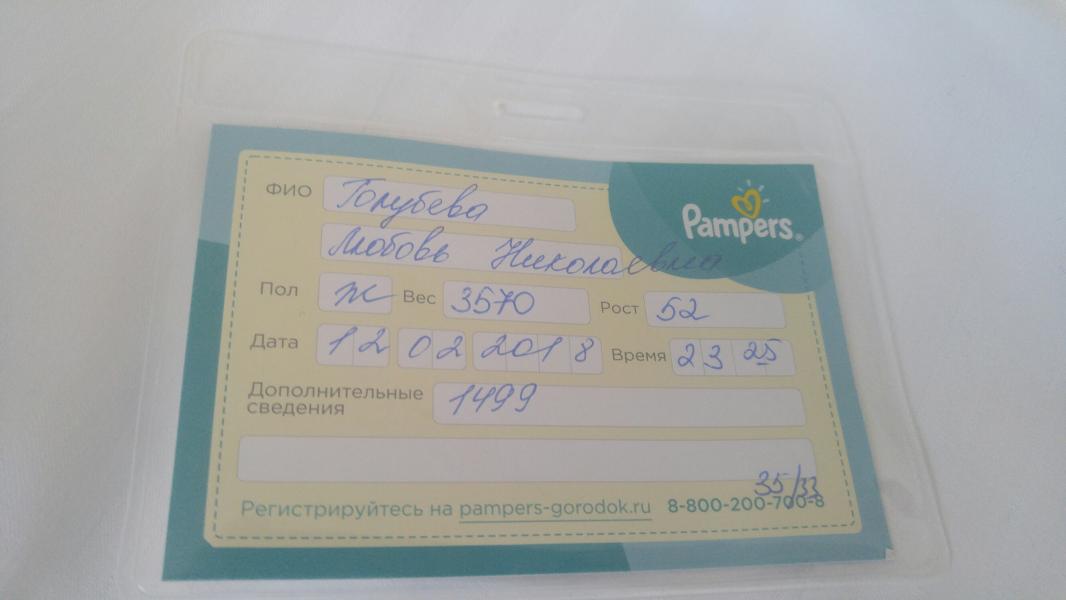 ФИО Голубева
Pampers®
Любовь Николаевна
Пол Ж Вес 3570 Рост 52
Дата 12 02 2018 Время 23 25
Дополнительные сведения 1499
35/33
Регистрируйтесь на pampers-gorodok.ru 8-800-200-700-8